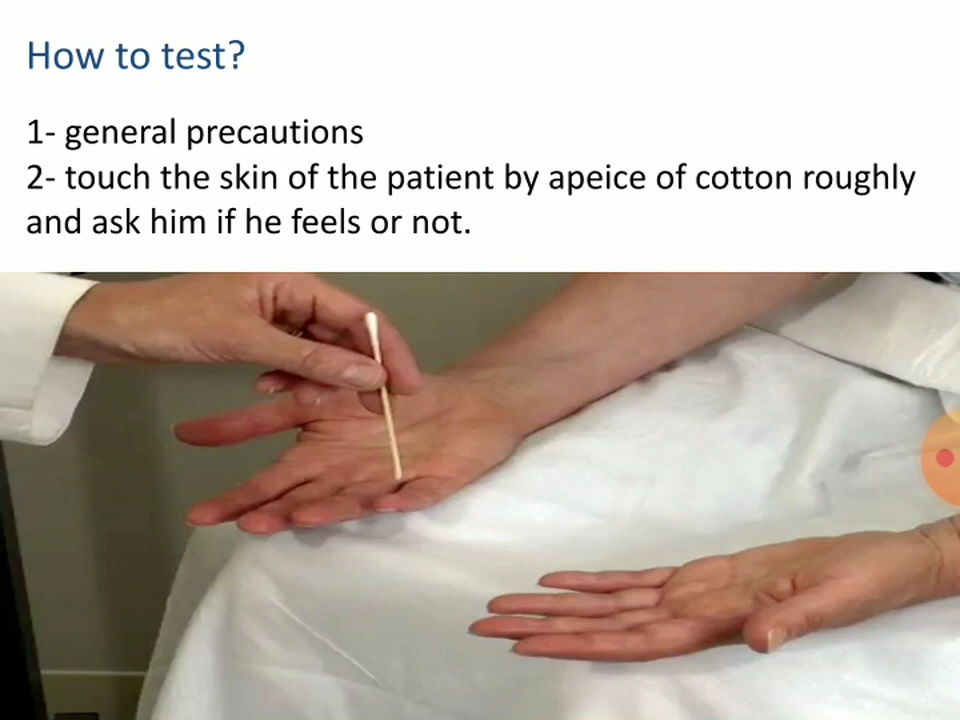 How to test?
1- general precautions
2- touch the skin of the patient by apeice of cotton roughly
and ask him if he feels or not.